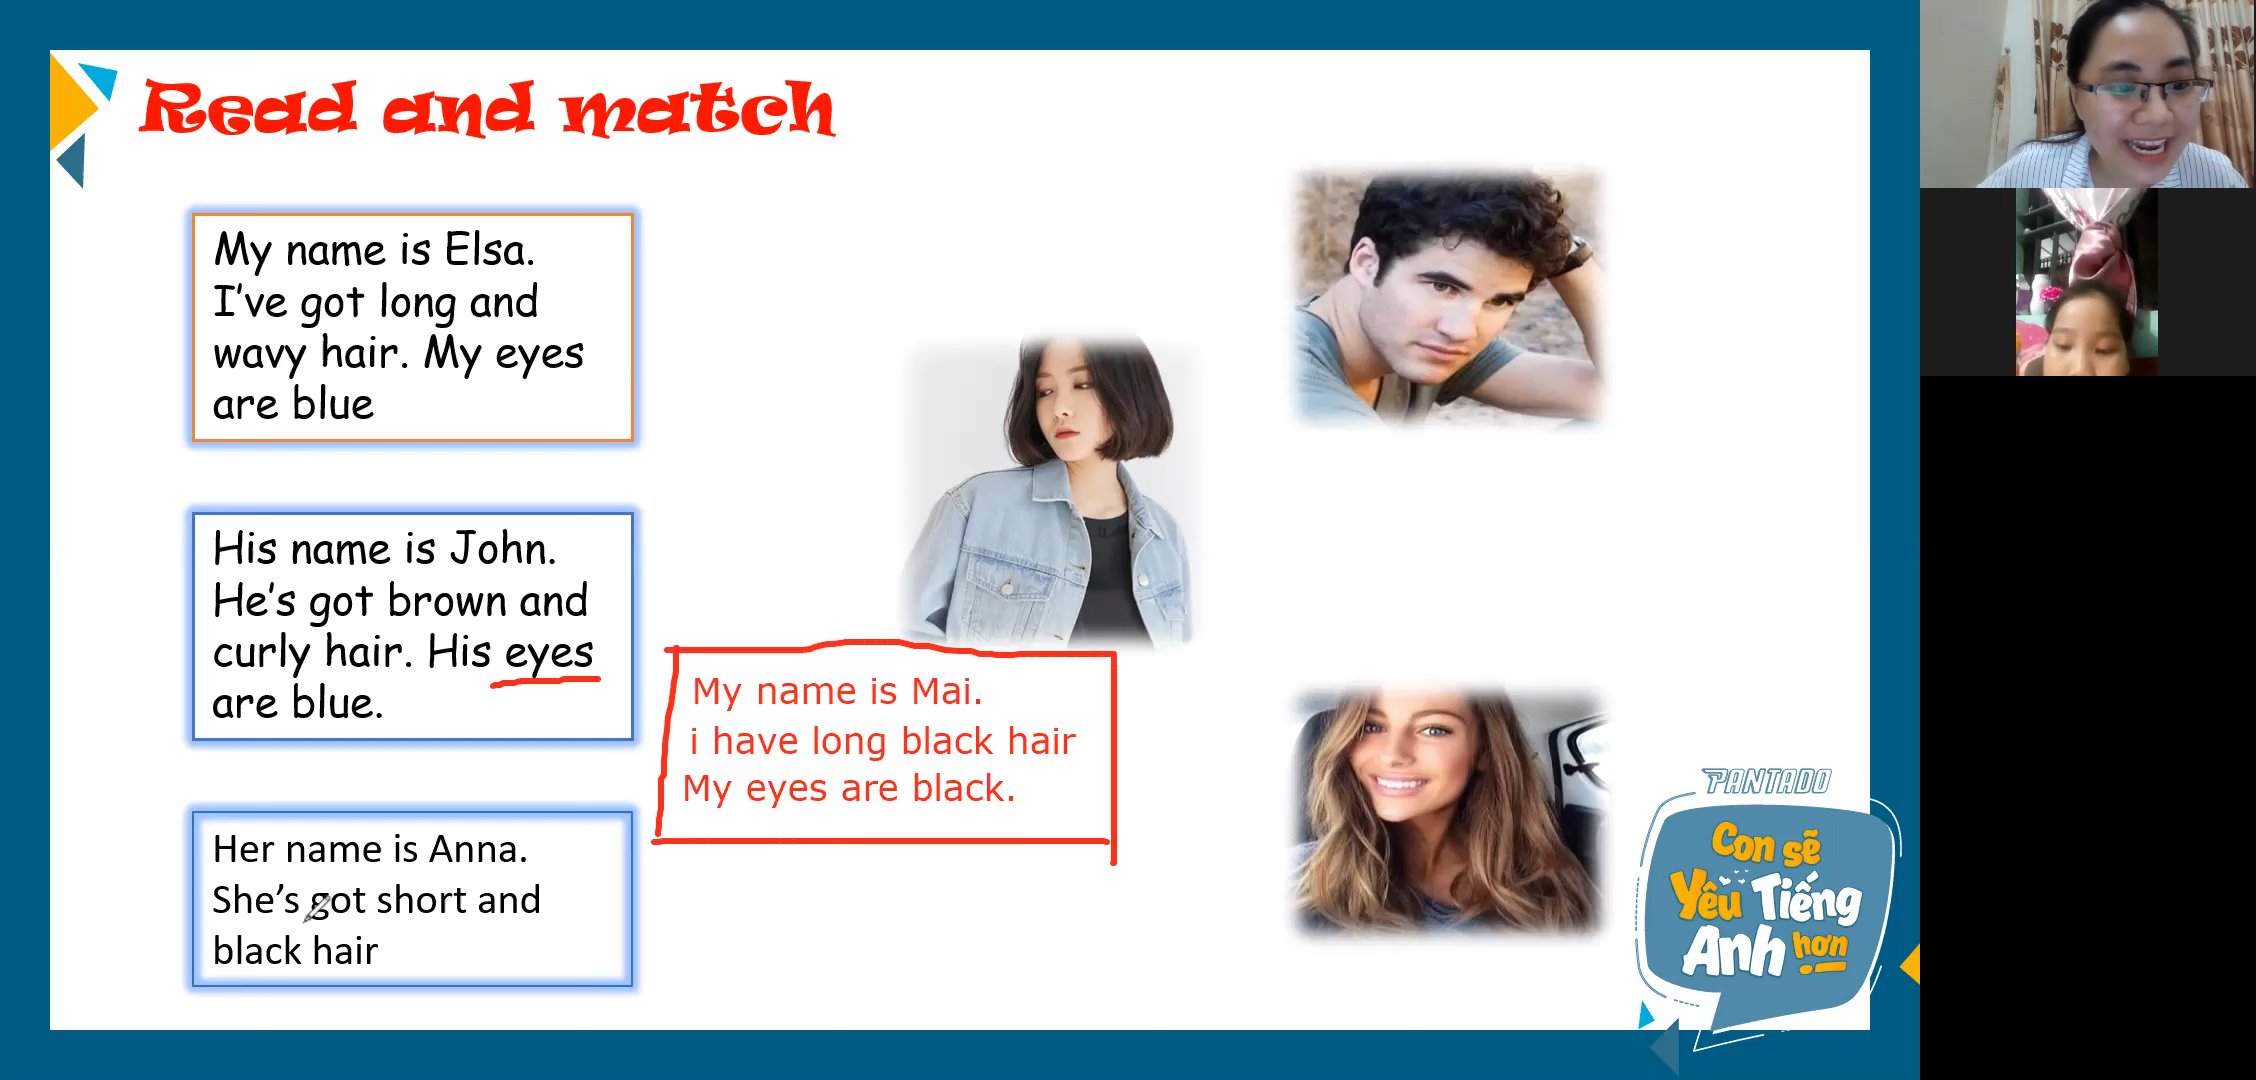 Read and match
My name is Elsa.
I've got long and
wavy hair. My eyes
are blue
His name is John.
He's got brown and
curly hair. His eyes
are blue.
My name is Mai.
i have long black hair
My eyes are black.
Her name is Anna.
She's got short and
black hair
PANTADO
Con sẽ
Yêu Tiếng
Anh hơn